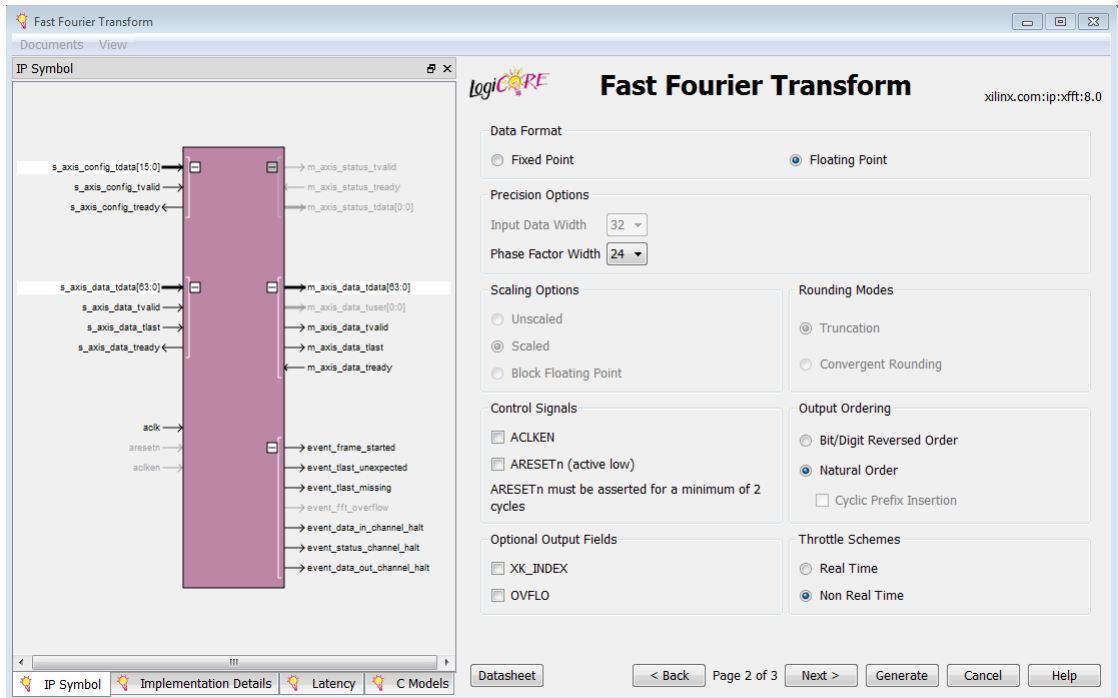 Fast Fourier Transform
Documents View
IP Symbol
s_axis_config_tdata[15:0]
s_axis_config_tvalid
s_axis_config_tready
m_axis_status_tvalid
m_axis_status_tready
m_axis_status_tdata[0:0]
s_axis_data_tdata[63:0]
s_axis_data_tvalid
s_axis_data_tlast
s_axis_data_tready
m_axis_data_tdata[63:0]
m_axis_data_tuser[0:0]
m_axis_data_tvalid
m_axis_data_tlast
m_axis_data_tready
aclk
aresetn
aclken
event_frame_started
event_tlast_unexpected
event_tlast_missing
event_fft_overflow
event_data_in_channel_halt
event_status_channel_halt
event_data_out_channel_halt
IP Symbol Implementation Details Latency C Models
logiCORE
Fast Fourier Transform
xilinx.com:ip:xfft:8.0
Data Format
Fixed Point Floating Point
Precision Options
Input Data Width 32
Phase Factor Width 24
Scaling Options
Unscaled
Scaled
Block Floating Point
Rounding Modes
Truncation
Convergent Rounding
Control Signals
ACLKEN
ARESETn (active low)
ARESETn must be asserted for a minimum of 2
cycles
Output Ordering
Bit/Digit Reversed Order
Natural Order
Cyclic Prefix Insertion
Optional Output Fields
XK_INDEX
OVFLO
Throttle Schemes
Real Time
Non Real Time
Datasheet < Back Page 2 of 3 Next > Generate Cancel Help